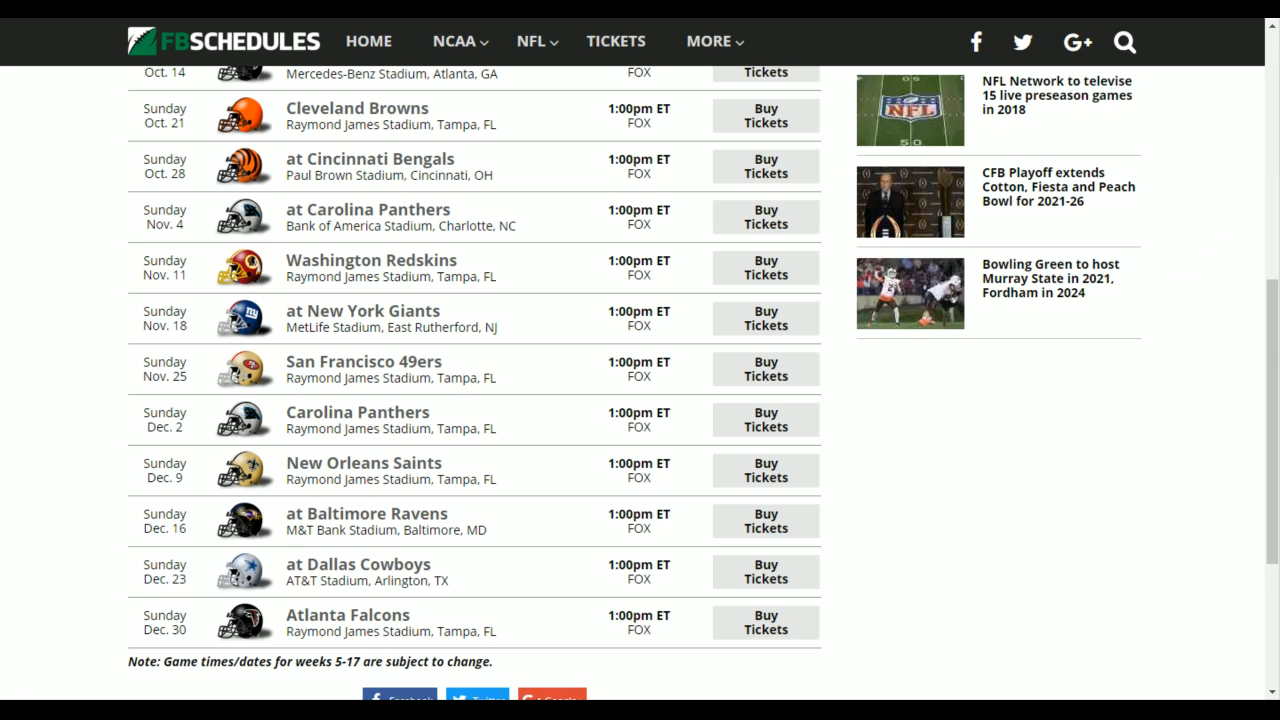 FBSCHEDULES HOME NCAA NFL TICKETS MORE
Oct. 14 Mercedes-Benz Stadium, Atlanta, GA FOX Tickets
Sunday Cleveland Browns 1:00pm ET Buy
Oct. 21 Raymond James Stadium, Tampa, FL FOX Tickets
Sunday at Cincinnati Bengals 1:00pm ET Buy
Oct. 28 Paul Brown Stadium, Cincinnati, OH FOX Tickets
Sunday at Carolina Panthers 1:00pm ET Buy
Nov. 4 Bank of America Stadium, Charlotte, NC FOX Tickets
Sunday Washington Redskins 1:00pm ET Buy
Nov. 11 Raymond James Stadium, Tampa, FL FOX Tickets
Sunday at New York Giants 1:00pm ET Buy
Nov. 18 MetLife Stadium, East Rutherford, NJ FOX Tickets
Sunday San Francisco 49ers 1:00pm ET Buy
Nov. 25 Raymond James Stadium, Tampa, FL FOX Tickets
Sunday Carolina Panthers 1:00pm ET Buy
Dec. 2 Raymond James Stadium, Tampa, FL FOX Tickets
Sunday New Orleans Saints 1:00pm ET Buy
Dec. 9 Raymond James Stadium, Tampa, FL FOX Tickets
Sunday at Baltimore Ravens 1:00pm ET Buy
Dec. 16 M&T Bank Stadium, Baltimore, MD FOX Tickets
Sunday at Dallas Cowboys 1:00pm ET Buy
Dec. 23 AT&T Stadium, Arlington, TX FOX Tickets
Sunday Atlanta Falcons 1:00pm ET Buy
Dec. 30 Raymond James Stadium, Tampa, FL FOX Tickets
Note: Game times/dates for weeks 5-17 are subject to change.
NFL
NFL Network to televise
15 live preseason games
in 2018
CFB Playoff extends
Cotton, Fiesta and Peach
Bowl for 2021-26
Bowling Green to host
Murray State in 2021,
Fordham in 2024